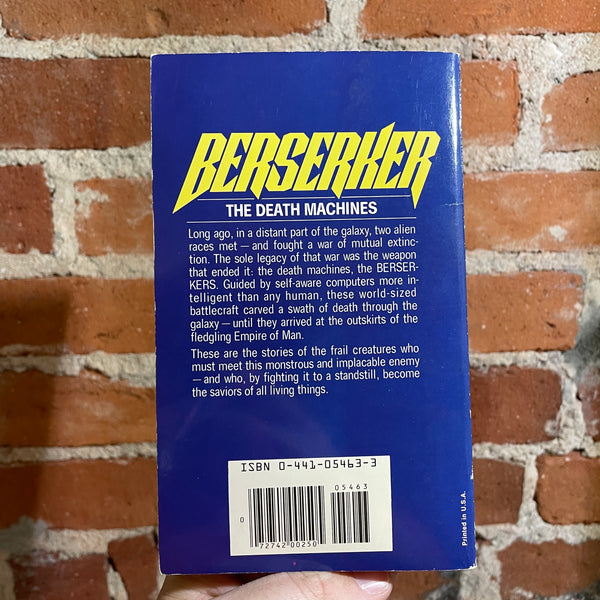 BERSERKER
THE DEATH MACHINES
Long ago, in a distant part of the galaxy, two alien
races met — and fought a war of mutual extinc-
tion. The sole legacy of that war was the weapon
that ended it: the death machines, the BERSER-
KERS. Guided by self-aware computers more in-
telligent than any human, these world-sized
battlecraft carved a swath of death through the
galaxy — until they arrived at the outskirts of the
fledgling Empire of Man.
These are the stories of the frail creatures who
must meet this monstrous and implacable enemy
— and who, by fighting it to a standstill, become
the saviors of all living things.
ISBN 0-441-05463-3
05463
0
72742 00250
Printed in U.S.A.